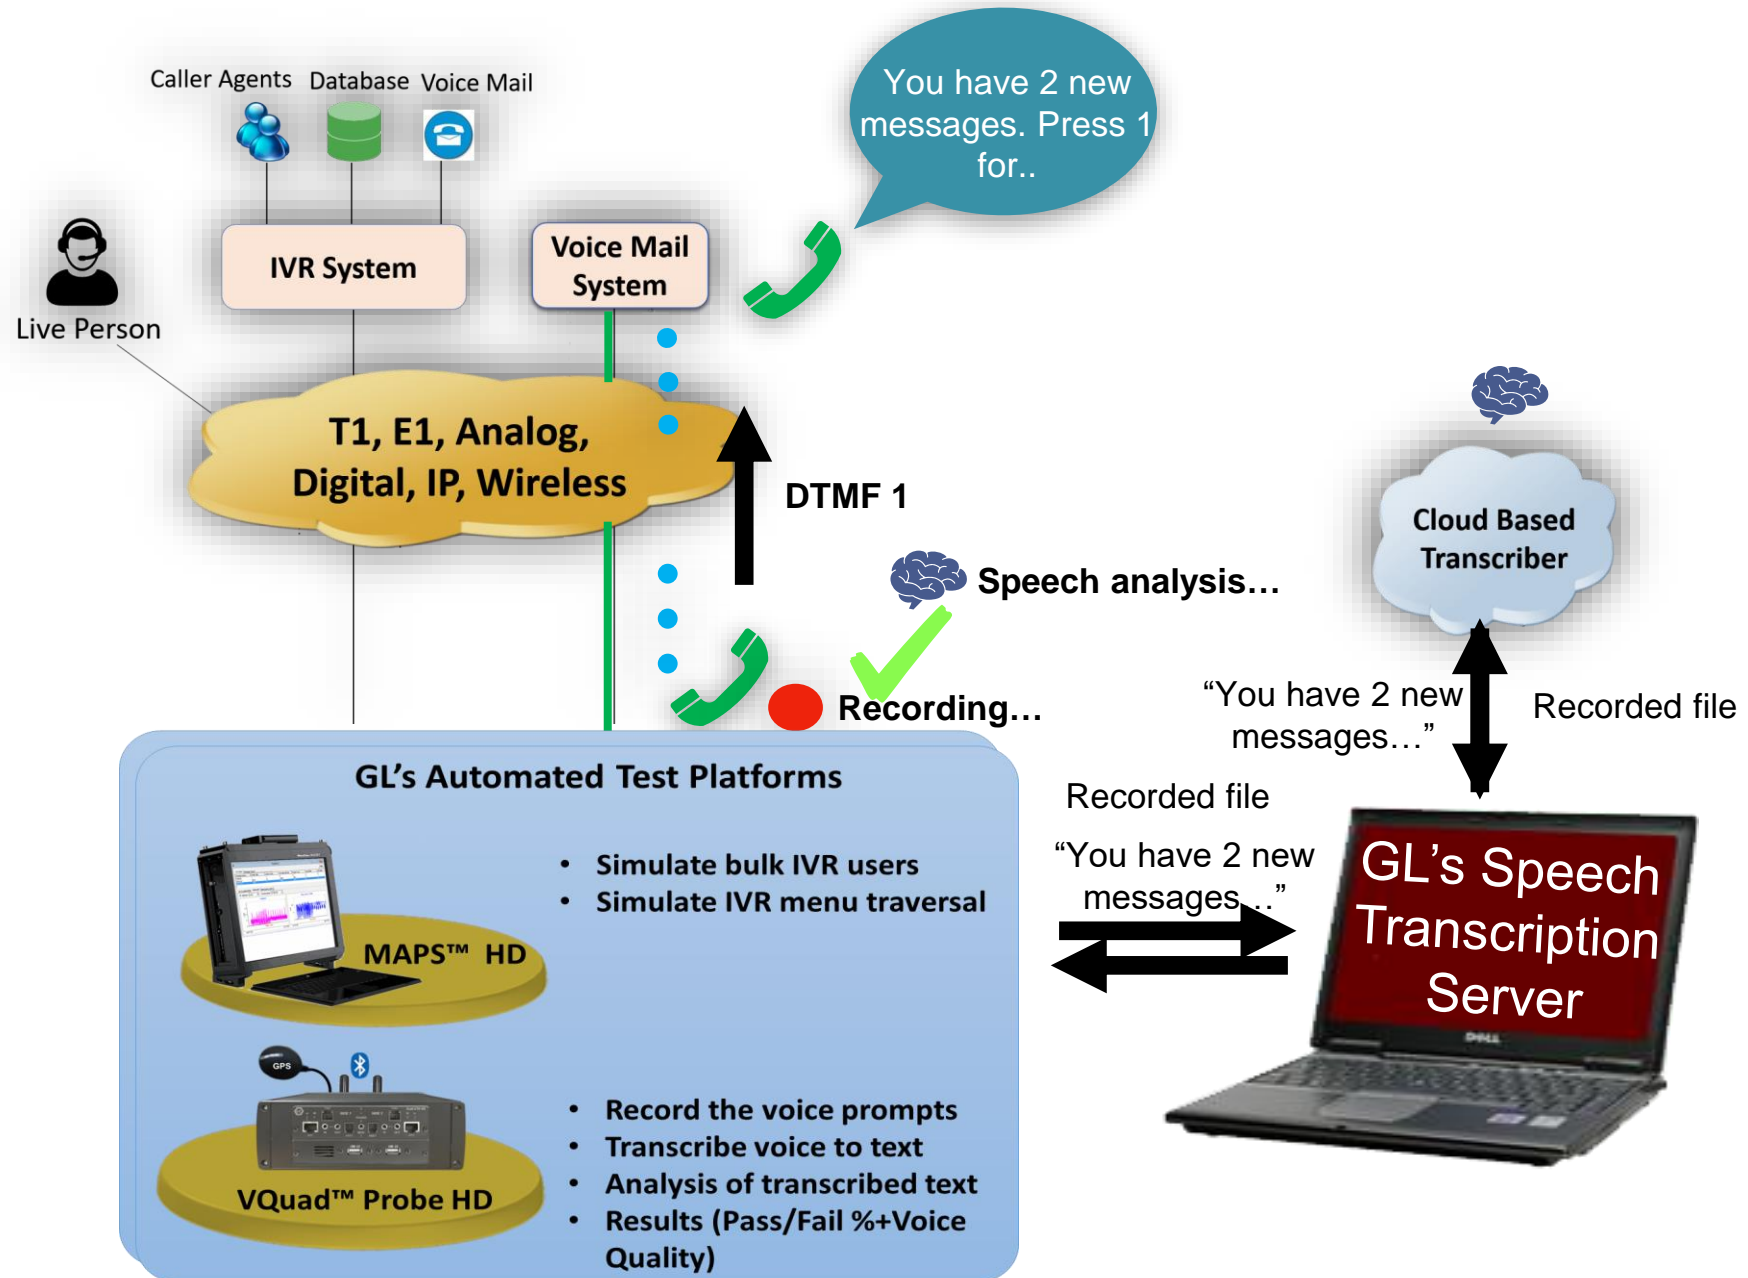 Caller Agents
Database
Voice Mail
You have 2 new
messages. Press 1
for..
IVR System
Voice Mail
System
Live Person
T1, E1, Analog,
Digital, IP, Wireless
DTMF 1
Cloud Based
Transcriber
Speech analysis…
Recording…
“You have 2 new
messages…”
Recorded file
GL’s Automated Test Platforms
Recorded file
“You have 2 new
messages…”
• Simulate bulk IVR users
• Simulate IVR menu traversal
MAPS™ HD
GL’s Speech
Transcription
Server
DELL
GPS
• Record the voice prompts
• Transcribe voice to text
• Analysis of transcribed text
• Results (Pass/Fail %+Voice
Quality)
VQuad™ Probe HD